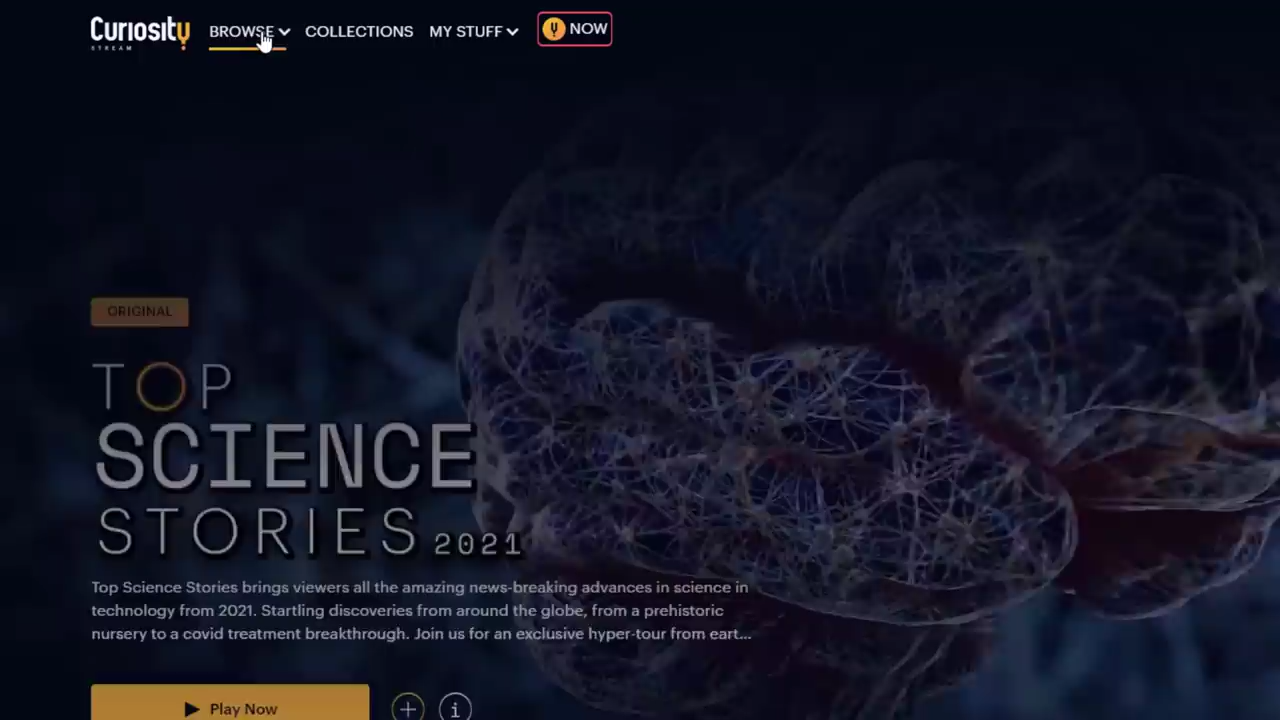 Curiosity
STREAM
BROWSE
COLLECTIONS
MY STUFF
NOW
ORIGINAL
TOP
SCIENCE
STORIES 2021
Top Science Stories brings viewers all the amazing news-breaking advances in science in
technology from 2021. Startling discoveries from around the globe, from a prehistoric
nursery to a covid treatment breakthrough. Join us for an exclusive hyper-tour from eart...
Play Now